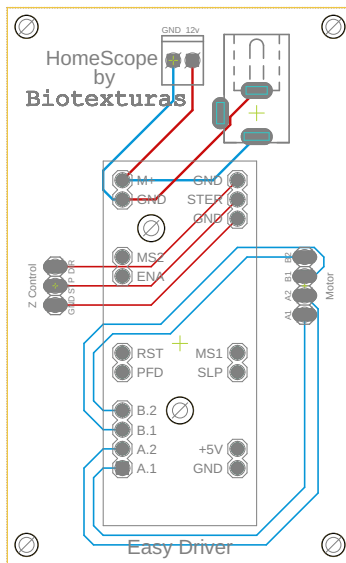 GND 12v
HomeScope
by
Biotexturas
M+ GND
GND STER
GND
MS2
ENA
Z Control
GND STP DIR
B2
B1
A2
A1
Motor
RST MS1
PFD SLP
B.2
B.1
A.2 +5V
A.1 GND
Easy Driver